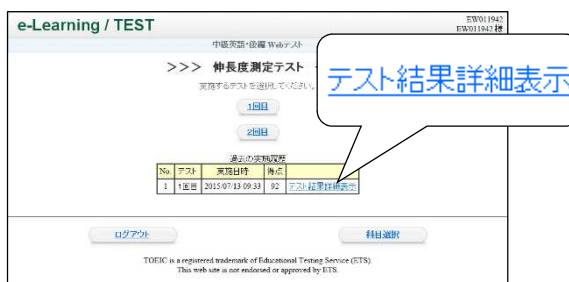 e-Learning / TEST
EW011942
EW011942 様
中級英語・後編 Webテスト
>>> 伸長度測定テスト
実施するテストを選択してください。
1回目
2回目
テスト結果詳細表示
過去の実施履歴
No. テスト 実施日時 得点
1 1回目 2015/07/13 09:33 92 テスト結果詳細表示
ログアウト
科目選択
TOEIC is a registered trademark of Educational Testing Service (ETS)
This web site is not endorsed or approved by ETS.